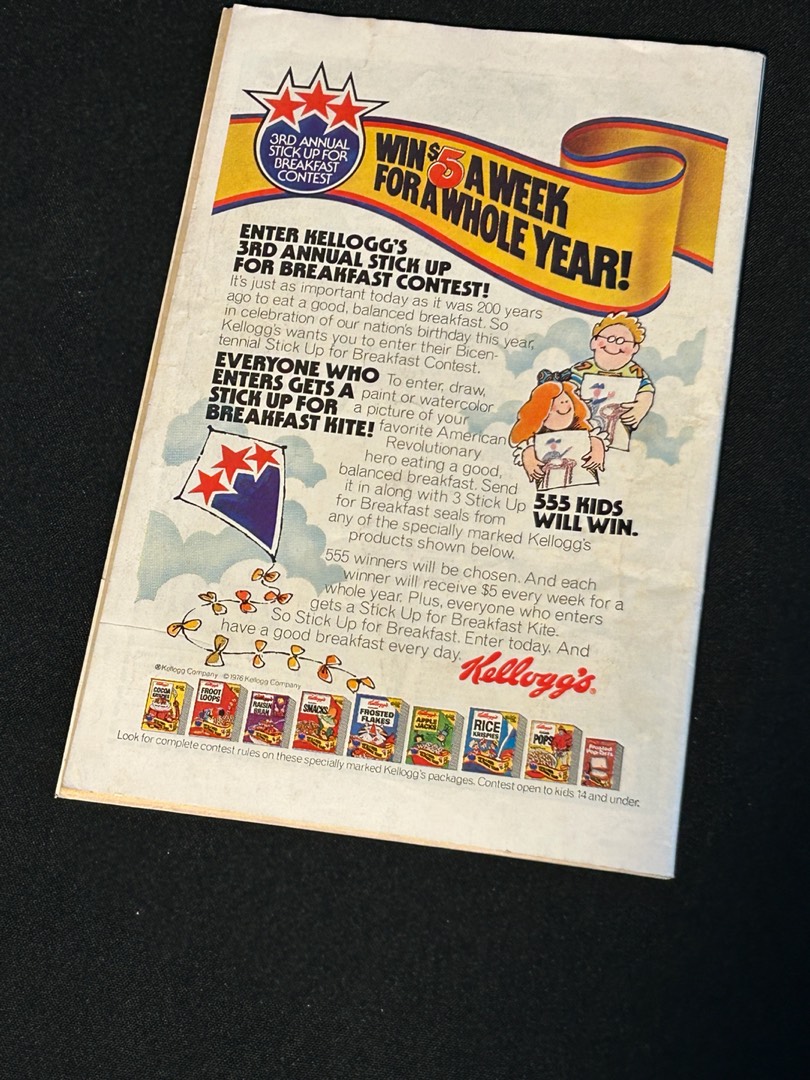 3RD ANNUAL
STICK UP FOR
BREAKFAST
CONTEST
WIN $5 A WEEK
FOR A WHOLE YEAR!
ENTER KELLOGG'S
3RD ANNUAL STICK UP
FOR BREAKFAST CONTEST!
It's just as important today as it was 200 years
ago to eat a good, balanced breakfast. So
in celebration of our nation's birthday this year,
Kellogg's wants you to enter their Bicen-
tennial Stick Up for Breakfast Contest.
EVERYONE WHO
ENTERS GETS A
STICK UP FOR
BREAKFAST KITE!
To enter, draw,
paint or watercolor
a picture of your
favorite American
Revolutionary
hero eating a good,
balanced breakfast. Send
it in along with 3 Stick Up
for Breakfast seals from
any of the specially marked Kellogg's
products shown below.
555 KIDS
WILL WIN.
555 winners will be chosen. And each
winner will receive $5 every week for a
whole year. Plus, everyone who enters
gets a Stick Up for Breakfast Kite.
So Stick Up for Breakfast. Enter today. And
have a good breakfast every day.
Kellogg's®
®Kellogg Company ©1976 Kellogg Company
COCOA
KRISPIES
FROOT
LOOPS
RAISIN
BRAN
SMACKS
FROSTED
FLAKES
APPLE
JACKS
RICE
KRISPIES
POPS
Frosted
Pop-Tarts
Look for complete contest rules on these specially marked Kellogg's packages. Contest open to kids 14 and under.